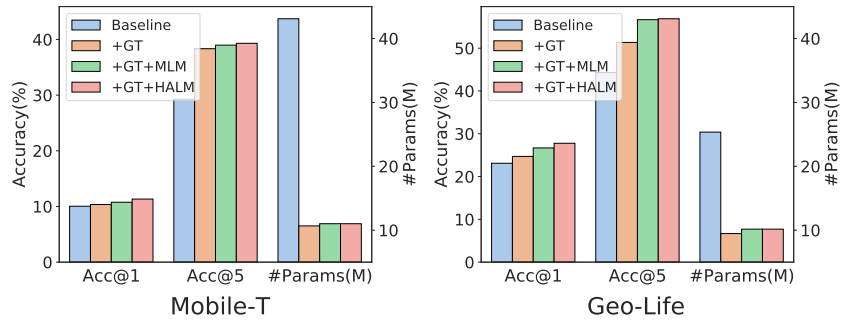 Accuracy(%)
40
30
20
10
0
Baseline
+GT
+GT+MLM
+GT+HALM
40
30
20
10
#Params(M)
Acc@1 Acc@5 #Params(M)
Mobile-T
Accuracy(%)
50
40
30
20
10
0
Baseline
+GT
+GT+MLM
+GT+HALM
40
30
20
10
#Params(M)
Acc@1 Acc@5 #Params(M)
Geo-Life